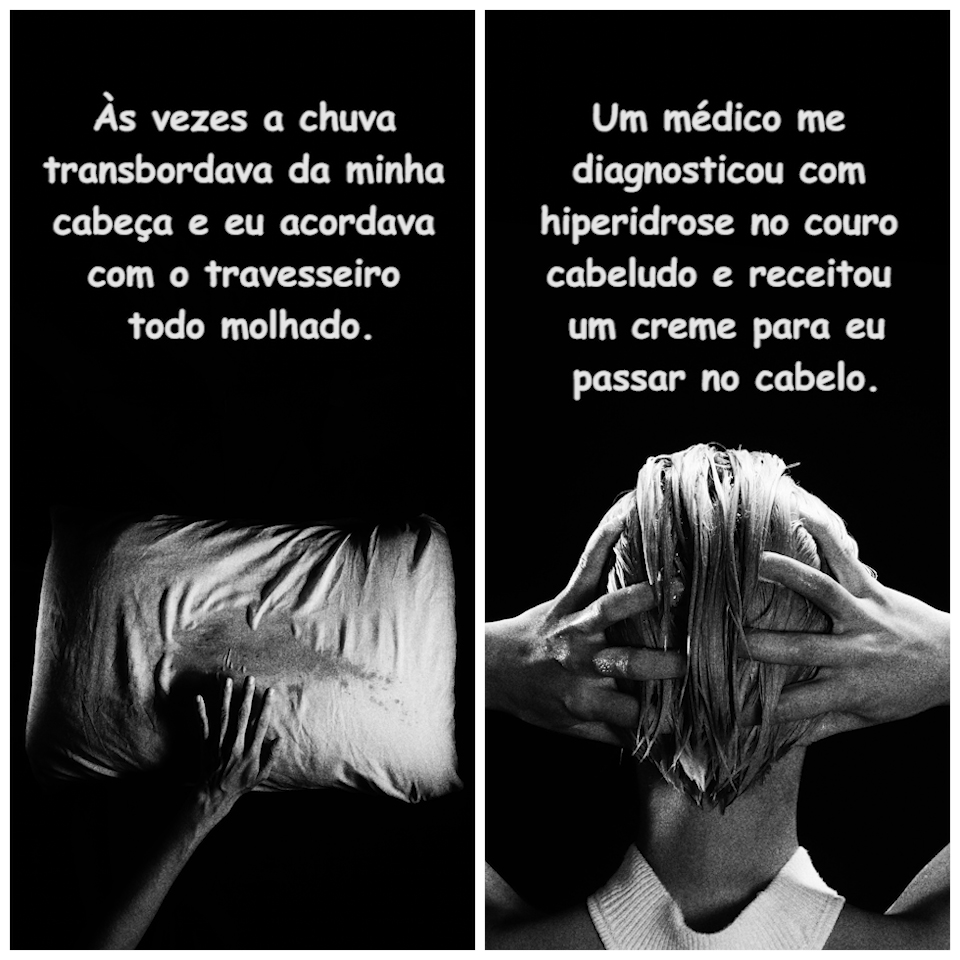 Às vezes a chuva
transbordava da minha
cabeça e eu acordava
com o travesseiro
todo molhado.
Um médico me
diagnosticou com
hiperidrose no couro
cabeludo e receitou
um creme para eu
passar no cabelo.